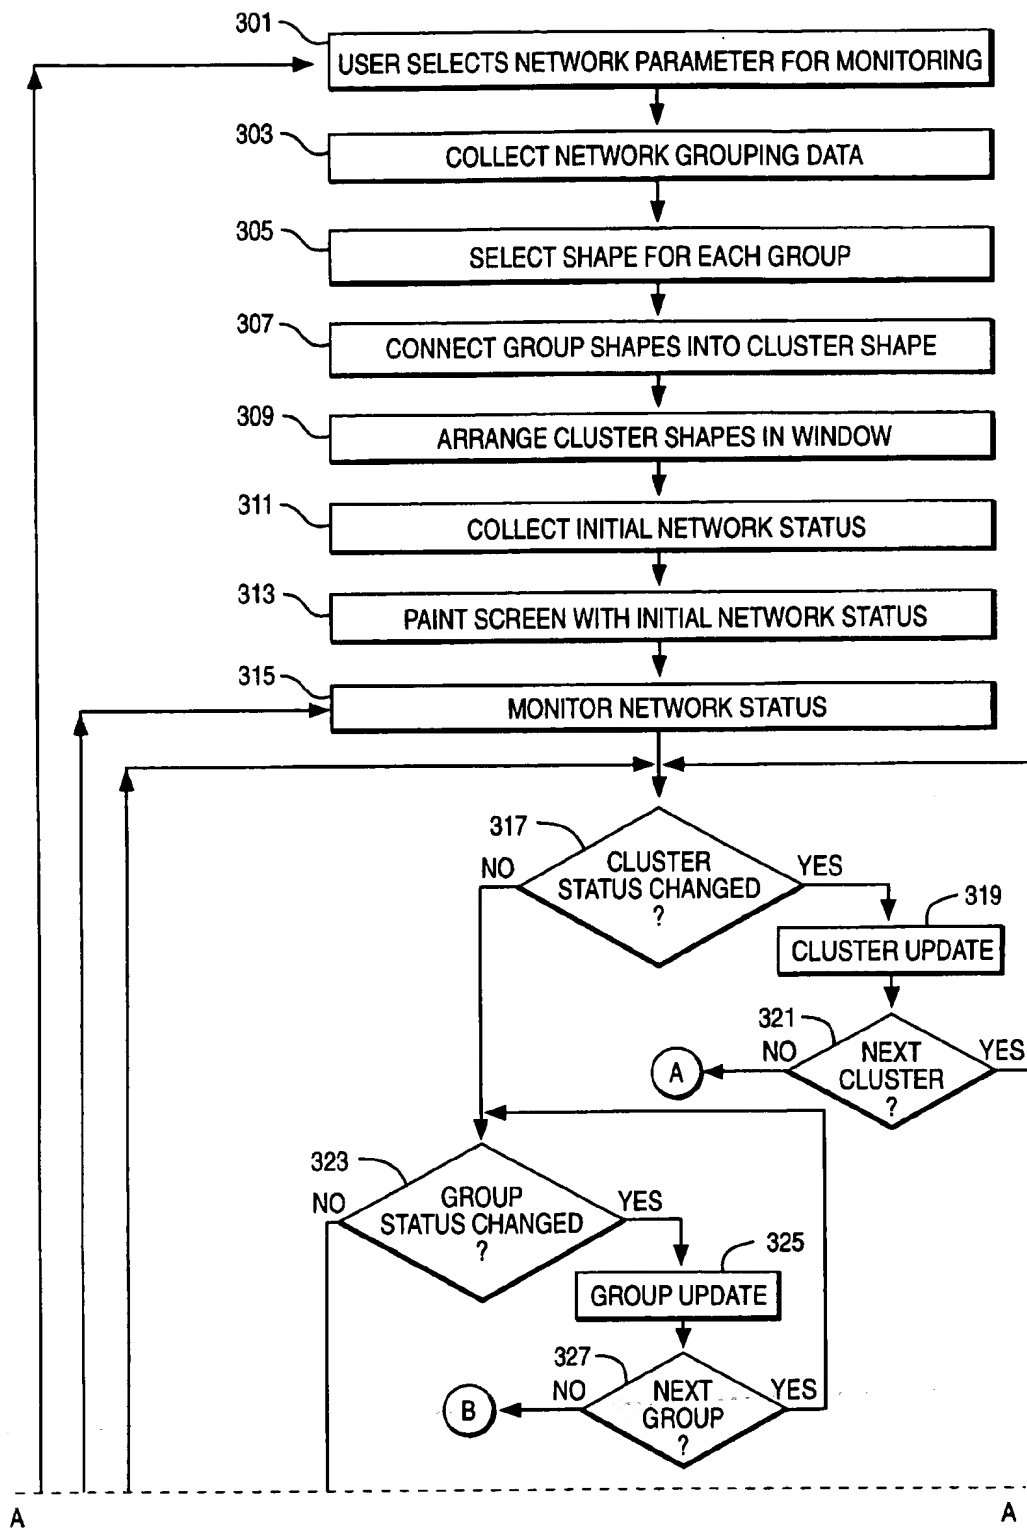 301
USER SELECTS NETWORK PARAMETER FOR MONITORING
303
COLLECT NETWORK GROUPING DATA
305
SELECT SHAPE FOR EACH GROUP
307
CONNECT GROUP SHAPES INTO CLUSTER SHAPE
309
ARRANGE CLUSTER SHAPES IN WINDOW
311
COLLECT INITIAL NETWORK STATUS
313
PAINT SCREEN WITH INITIAL NETWORK STATUS
315
MONITOR NETWORK STATUS
317
NO
CLUSTER
STATUS CHANGED
?
YES
319
CLUSTER UPDATE
321
A
NO
NEXT
CLUSTER
?
YES
323
NO
GROUP
STATUS CHANGED
?
YES
325
GROUP UPDATE
327
B
NO
NEXT
GROUP
?
YES
A
A